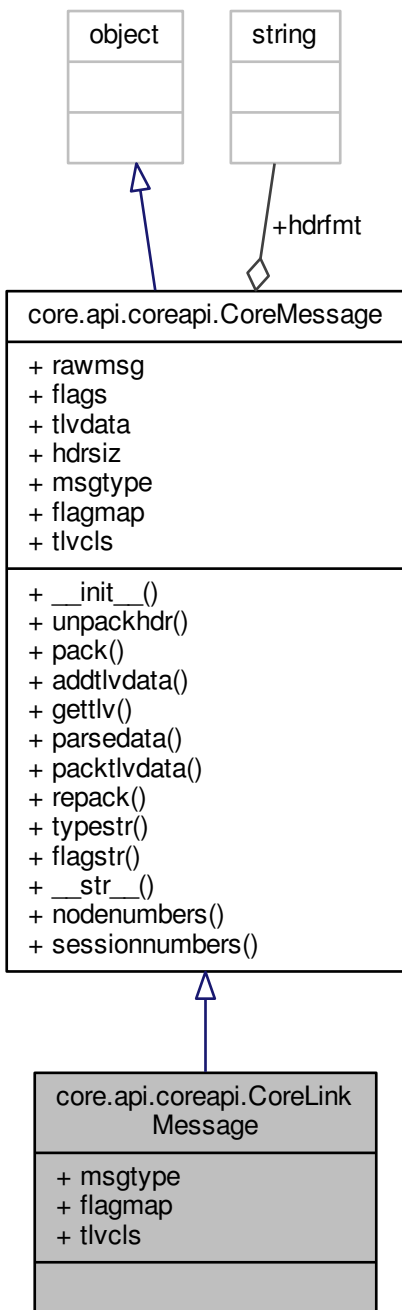 object
string
+hdrfmt
core.api.coreapi.CoreMessage
+ rawmsg
+ flags
+ tlvdata
+ hdrsiz
+ msgtype
+ flagmap
+ tlvcls
+ __init__()
+ unpackhdr()
+ pack()
+ addtlvdata()
+ gettlv()
+ parsedata()
+ packtlvdata()
+ repack()
+ typestr()
+ flagstr()
+ __str__()
+ nodenumbers()
+ sessionnumbers()
core.api.coreapi.CoreLink
Message
+ msgtype
+ flagmap
+ tlvcls